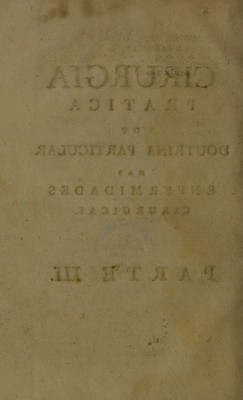 CIRURGIA
PRATICA
OU
DOUTRINA PARTICULAR
DAS
ENFERMIDADES
CIRURGICAS.
PARTE III.